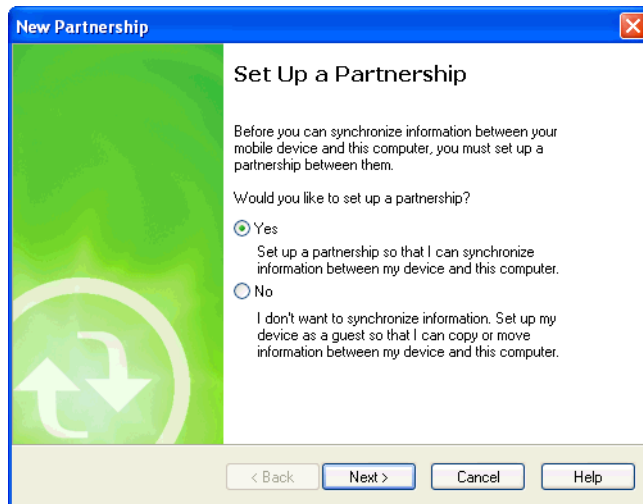 New Partnership
Set Up a Partnership
Before you can synchronize information between your
mobile device and this computer, you must set up a
partnership between them.
Would you like to set up a partnership?
Yes
Set up a partnership so that I can synchronize
information between my device and this computer.
No
I don't want to synchronize information. Set up my
device as a guest so that I can copy or move
information between my device and this computer.
< Back
Next >
Cancel
Help